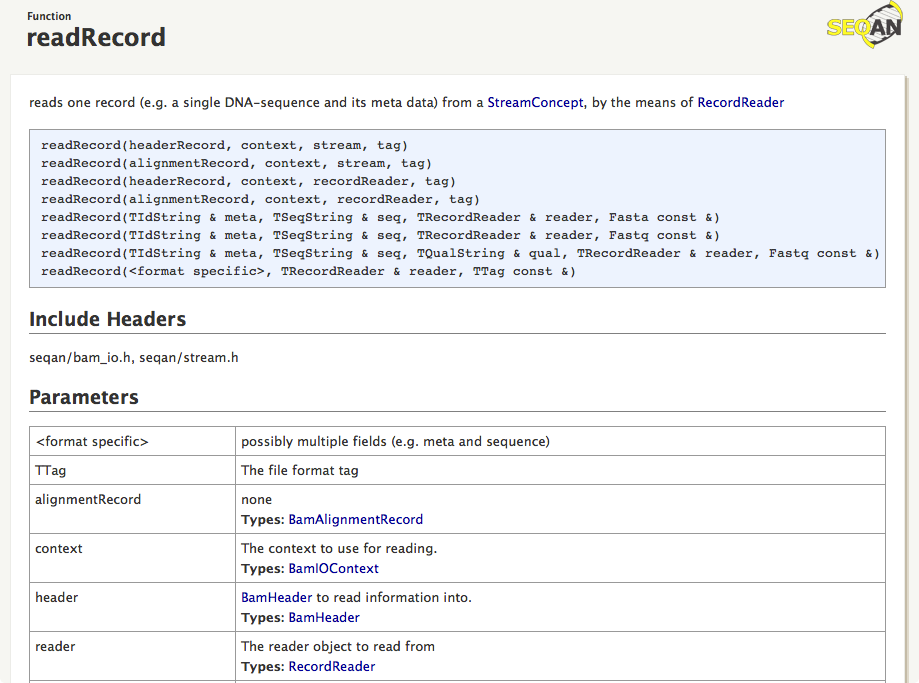 Function
readRecord
SEQAN
reads one record (e.g. a single DNA-sequence and its meta data) from a StreamConcept, by the means of RecordReader
readRecord(headerRecord, context, stream, tag)
readRecord(alignmentRecord, context, stream, tag)
readRecord(headerRecord, context, recordReader, tag)
readRecord(alignmentRecord, context, recordReader, tag)
readRecord(TIdString & meta, TSeqString & seq, TRecordReader & reader, Fasta const &)
readRecord(TIdString & meta, TSeqString & seq, TRecordReader & reader, Fastq const &)
readRecord(TIdString & meta, TSeqString & seq, TQualString & qual, TRecordReader & reader, Fastq const &)
readRecord(<format specific>, TRecordReader & reader, TTag const &)
Include Headers
seqan/bam_io.h, seqan/stream.h
Parameters
<format specific> possibly multiple fields (e.g. meta and sequence)
TTag The file format tag
alignmentRecord none
Types: BamAlignmentRecord
context The context to use for reading.
Types: BamIOContext
header BamHeader to read information into.
Types: BamHeader
reader The reader object to read from
Types: RecordReader